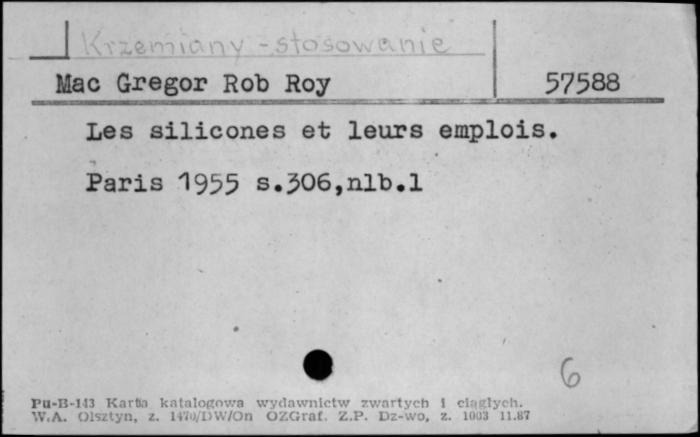 Krzemiany - stosowanie
Mac Gregor Rob Roy 57588
Les silicones et leurs emplois.
Paris 1955 s.306,nlb.1
6
Pu-B-143 Karta katalogowa wydawnictw zwartych i ciągłych.
W.A. Olsztyn, z. 1470/DW/On OZGraf. Z.P. Dz-wo, z. 1003 11.87